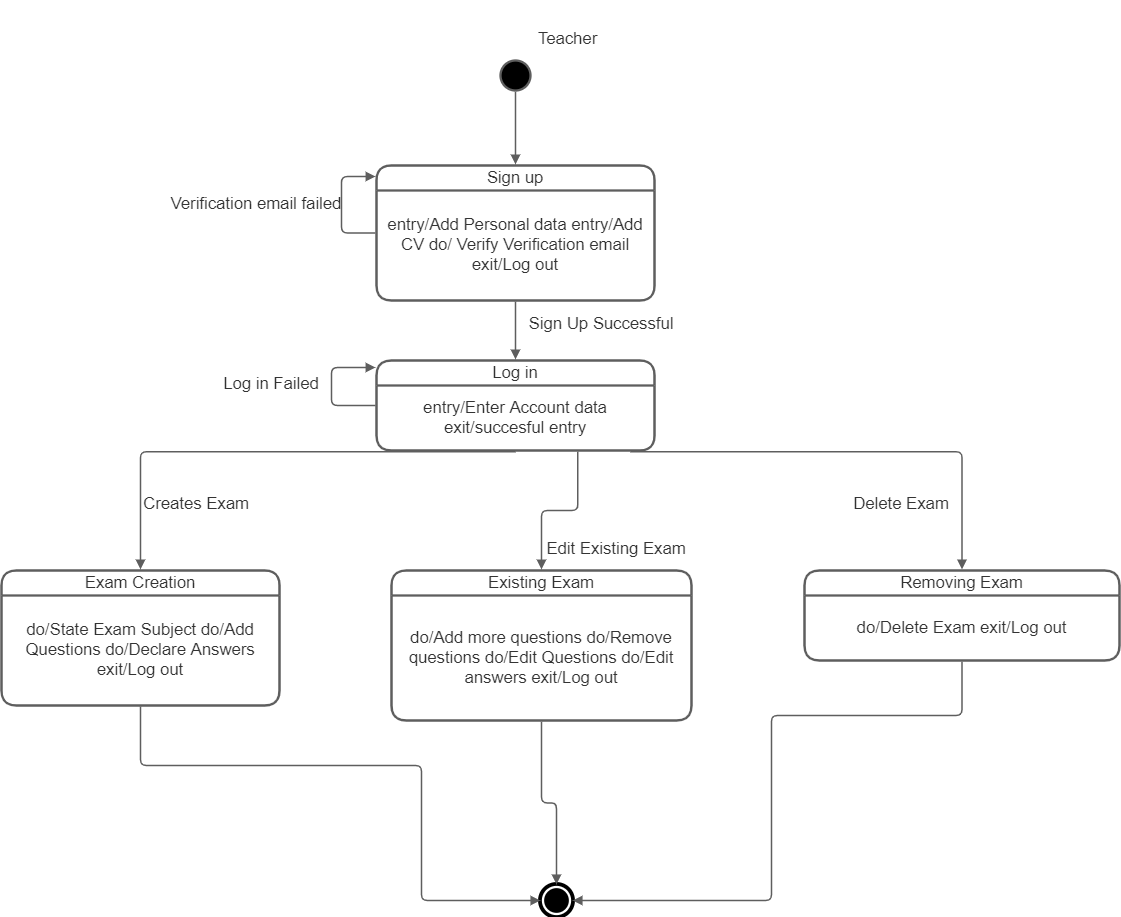 Teacher
Sign up
Verification email failed
entry/Add Personal data entry/Add
CV do/ Verify Verification email
exit/Log out
Sign Up Successful
Log in
Log in Failed
entry/Enter Account data
exit/succesful entry
Creates Exam
Delete Exam
Edit Existing Exam
Exam Creation
do/State Exam Subject do/Add
Questions do/Declare Answers
exit/Log out
Existing Exam
do/Add more questions do/Remove
questions do/Edit Questions do/Edit
answers exit/Log out
Removing Exam
do/Delete Exam exit/Log out